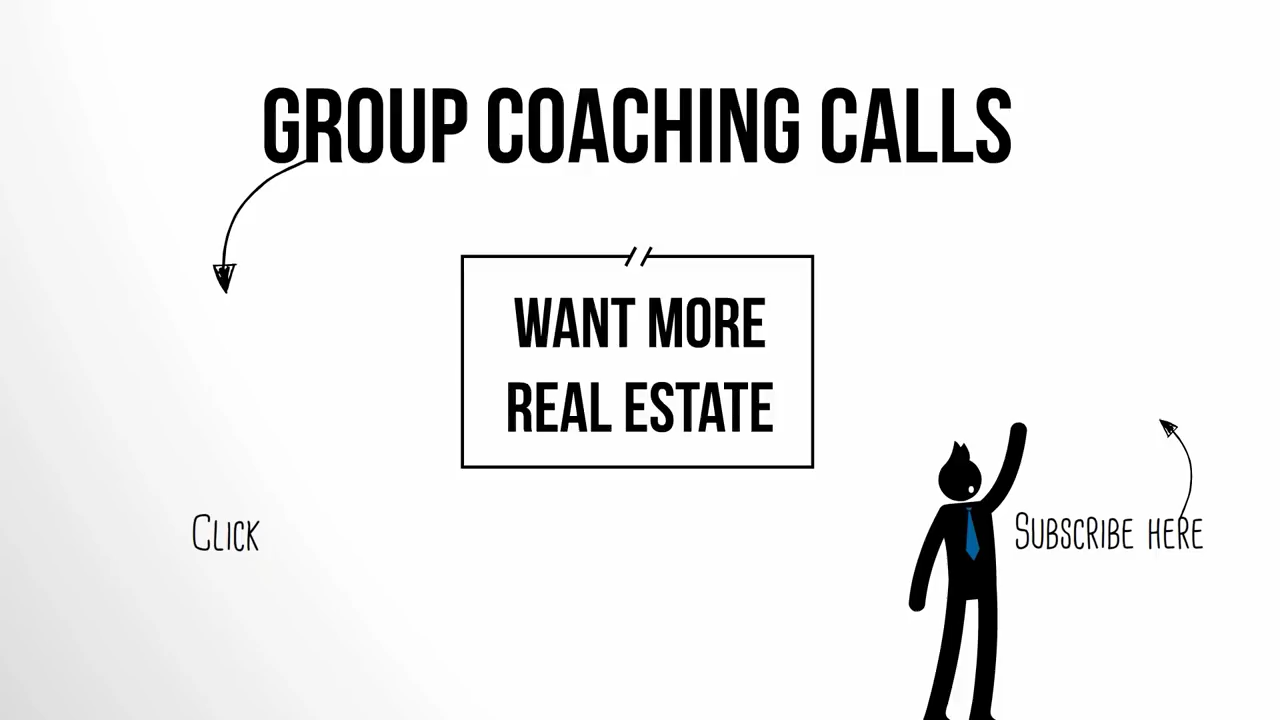 GROUP COACHING CALLS
WANT MORE
REAL ESTATE
CLICK
SUBSCRIBE HERE